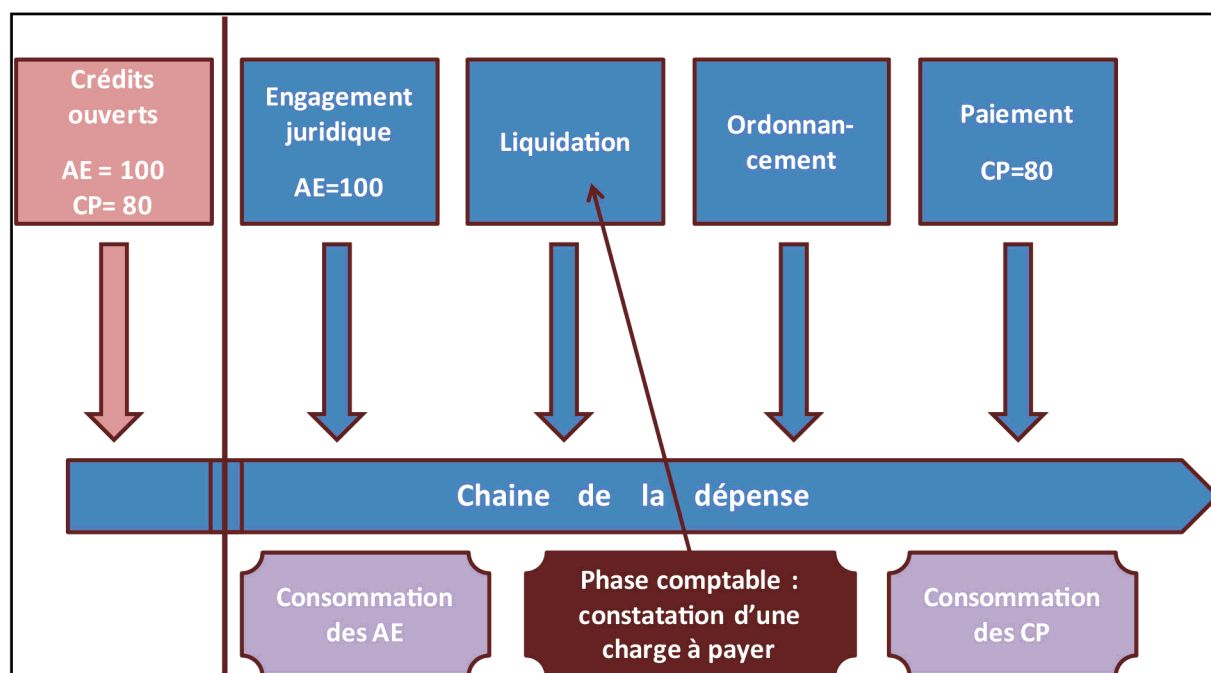 Crédits
ouverts
AE = 100
CP= 80
Engagement
juridique
AE=100
Liquidation
Ordonnan-
cement
Paiement
CP=80
Chaine de la dépense
Consommation
des AE
Phase comptable :
constatation d’une
charge à payer
Consommation
des CP